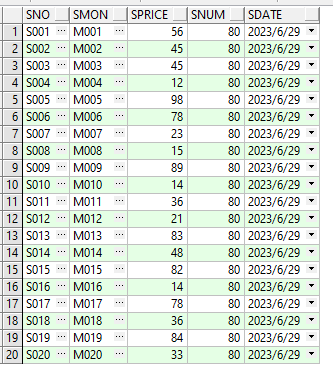 SNO SMON SPRICE SNUM SDATE
1 S001 ... M001 ... 56 80 2023/6/29
2 S002 ... M002 ... 45 80 2023/6/29
3 S003 ... M003 ... 45 80 2023/6/29
4 S004 ... M004 ... 12 80 2023/6/29
5 S005 ... M005 ... 98 80 2023/6/29
6 S006 ... M006 ... 78 80 2023/6/29
7 S007 ... M007 ... 23 80 2023/6/29
8 S008 ... M008 ... 15 80 2023/6/29
9 S009 ... M009 ... 89 80 2023/6/29
10 S010 ... M010 ... 14 80 2023/6/29
11 S011 ... M011 ... 36 80 2023/6/29
12 S012 ... M012 ... 21 80 2023/6/29
13 S013 ... M013 ... 83 80 2023/6/29
14 S014 ... M014 ... 48 80 2023/6/29
15 S015 ... M015 ... 82 80 2023/6/29
16 S016 ... M016 ... 14 80 2023/6/29
17 S017 ... M017 ... 78 80 2023/6/29
18 S018 ... M018 ... 36 80 2023/6/29
19 S019 ... M019 ... 84 80 2023/6/29
20 S020 ... M020 ... 33 80 2023/6/29